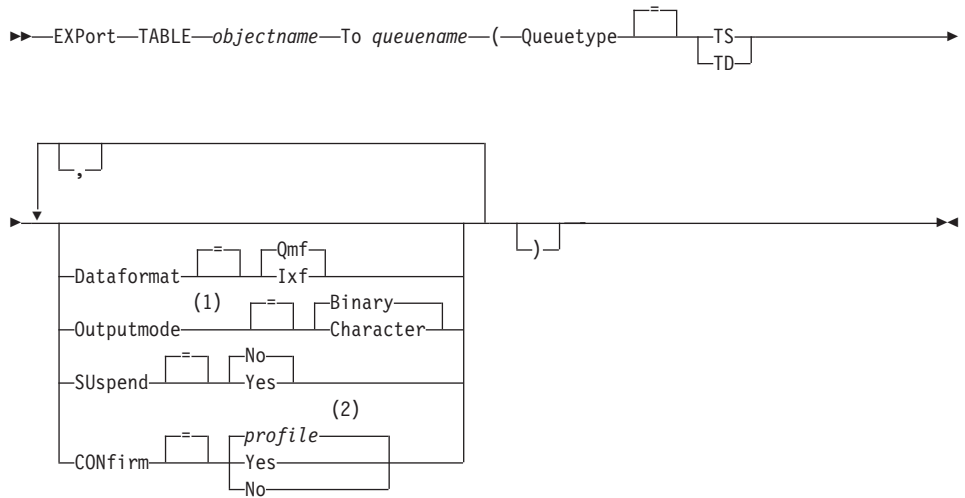 =
EXPort TABLE objectname To queuename ( Queuetype TS
TD
,
)
= Qmf
Dataformat Ixf
(1) = Binary
Outputmode Character
= No
SUspend Yes
(2)
= profile
CONfirm Yes
No